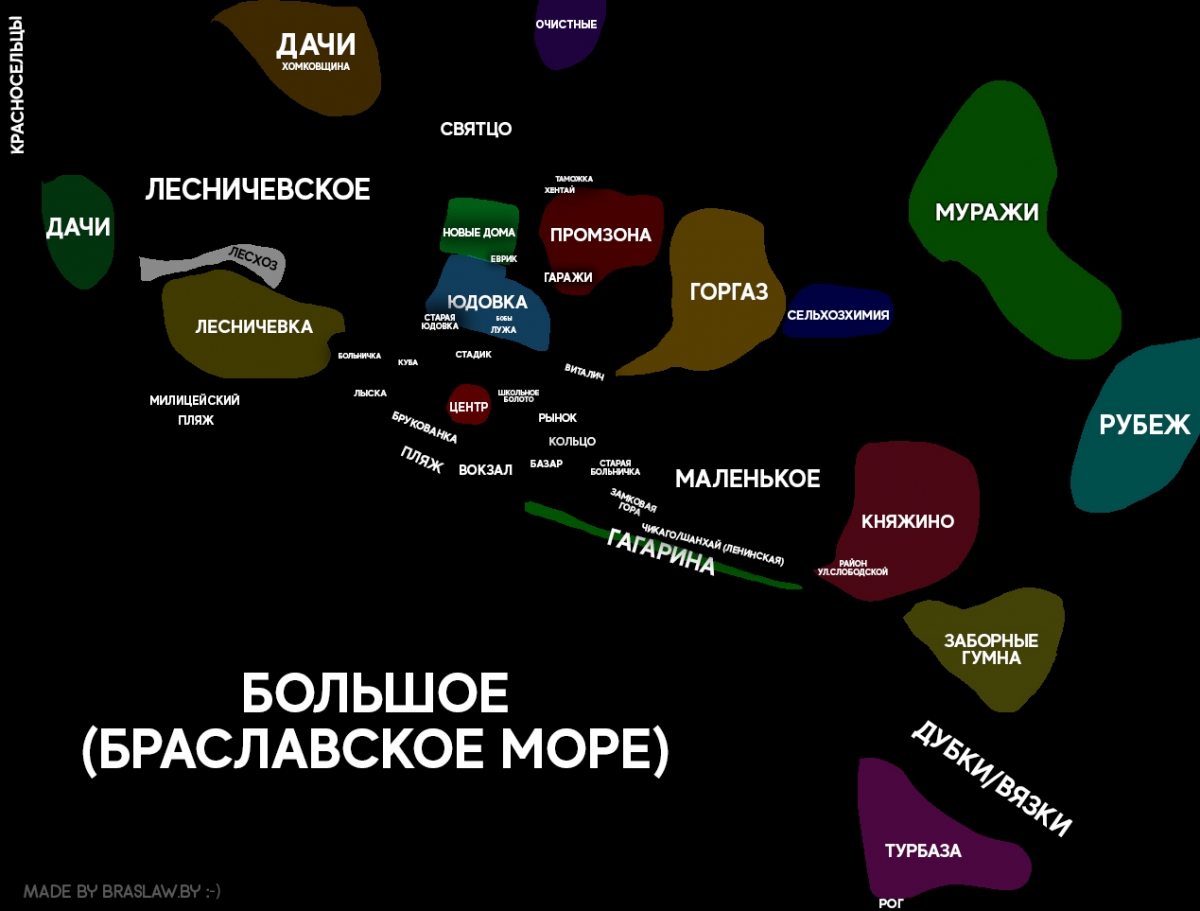 КРАСНОСЕЛЬЦЫ
ДАЧИ
ХОМКОВЩИНА
ОЧИСТНЫЕ
СВЯТЦО
ЛЕСНИЧЕВСКОЕ
ТАМОЖКА
ХЕНТАЙ
МУРАЖИ
ДАЧИ
НОВЫЕ ДОМА
ПРОМЗОНА
ЛЕСХОЗ
ЕВРИК
ГАРАЖИ
ГОРГАЗ
ЮДОВКА
СЕЛЬХОЗХИМИЯ
ЛЕСНИЧЕВКА
СТАРАЯ
ЮДОВКА
БОБЫ
ЛУЖА
БОЛЬНИЧКА
КУБА
СТАДИК
ВИТАЛИЧ
МИЛИЦЕЙСКИЙ
ПЛЯЖ
ЛЫСКА
ЦЕНТР
ШКОЛЬНОЕ
БОЛОТО
РЫНОК
РУБЕЖ
БРУКОВАНКА
КОЛЬЦО
ПЛЯЖ
ВОКЗАЛ
БАЗАР
СТАРАЯ
БОЛЬНИЧКА
МАЛЕНЬКОЕ
ЗАМКОВАЯ
ГОРА
КНЯЖИНО
ЧИКАГО/ШАНХАЙ (ЛЕНИНСКАЯ)
ГАГАРИНА
РАЙОН
УЛ.СЛОБОДСКОЙ
ЗАБОРНЫЕ
ГУМНА
БОЛЬШОЕ
(БРАСЛАВСКОЕ МОРЕ)
ДУБКИ/ВЯЗКИ
ТУРБАЗА
РОГ
MADE BY BRASLAW.BY :-)